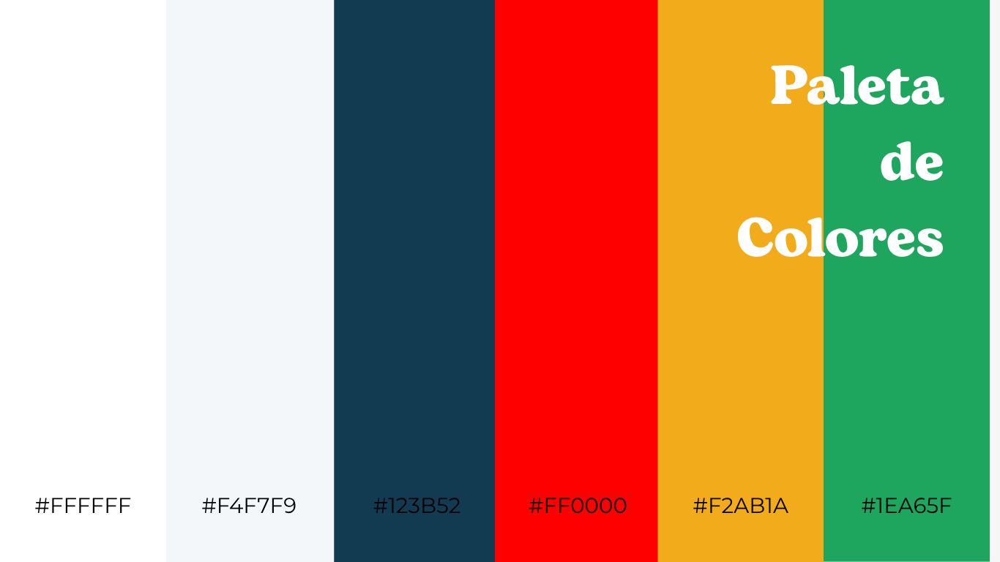 Paleta
de
Colores
#FFFFFF
#F4F7F9
#123B52
#FF0000
#F2AB1A
#1EA65F